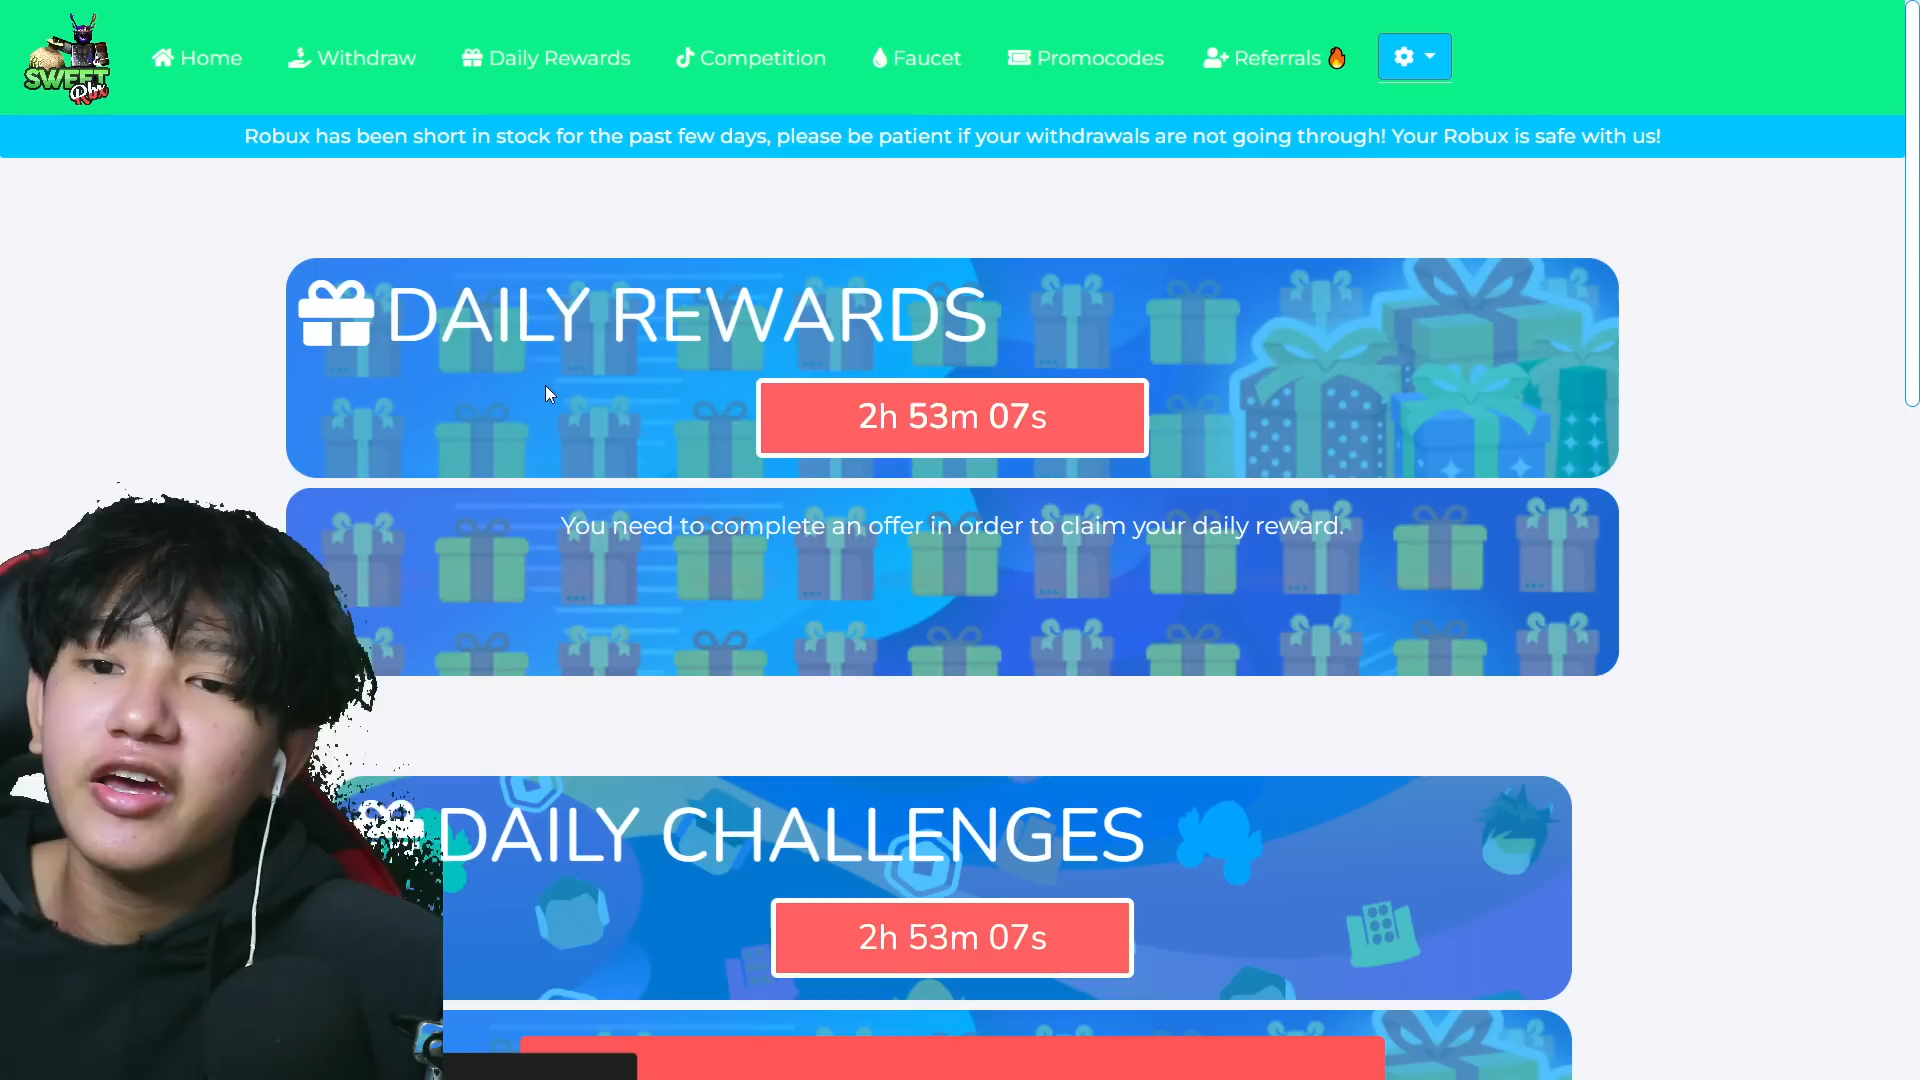 SWEET
Rbx
Home
Withdraw
Daily Rewards
Competition
Faucet
Promocodes
Referrals 🔥
Robux has been short in stock for the past few days, please be patient if your withdrawals are not going through! Your Robux is safe with us!
DAILY REWARDS
2h 53m 07s
You need to complete an offer in order to claim your daily reward.
DAILY CHALLENGES
2h 53m 07s